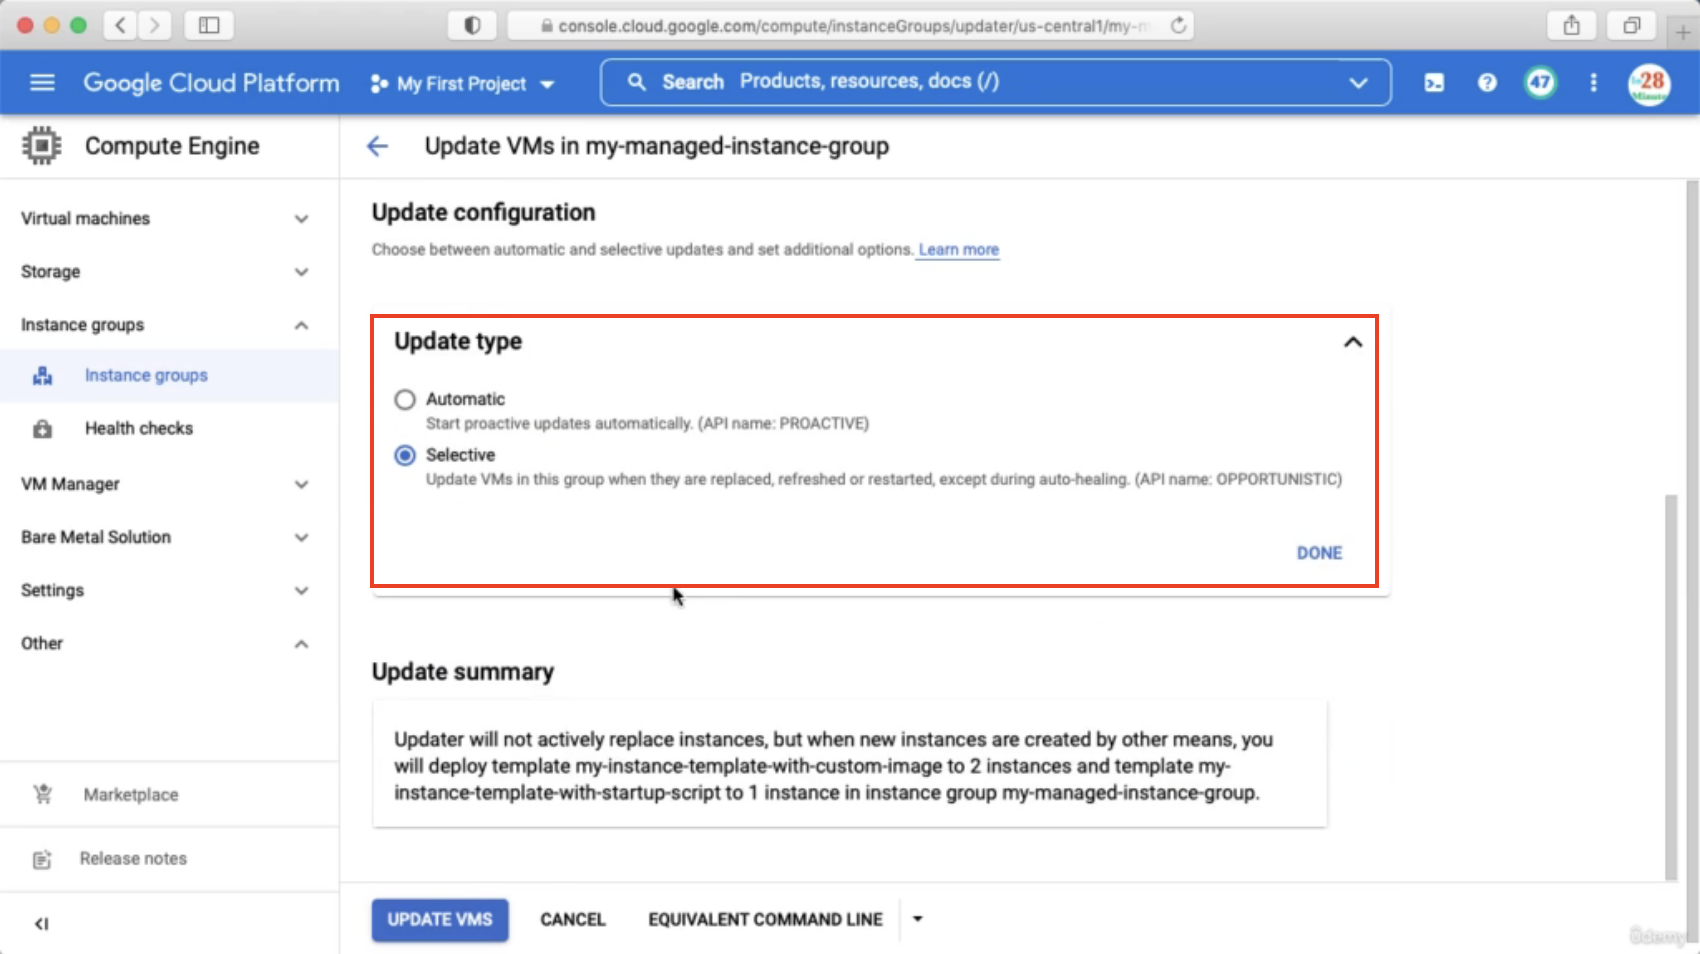 console.cloud.google.com/compute/instanceGroups/updater/us-central1/my-m
Google Cloud Platform
My First Project
Search Products, resources, docs (/)
47
28
Minutes
Compute Engine
Update VMs in my-managed-instance-group
Virtual machines
Storage
Instance groups
Instance groups
Health checks
VM Manager
Bare Metal Solution
Settings
Other
Marketplace
Release notes
Update configuration
Choose between automatic and selective updates and set additional options. Learn more
Update type
Automatic
Start proactive updates automatically. (API name: PROACTIVE)
Selective
Update VMs in this group when they are replaced, refreshed or restarted, except during auto-healing. (API name: OPPORTUNISTIC)
DONE
Update summary
Updater will not actively replace instances, but when new instances are created by other means, you
will deploy template my-instance-template-with-custom-image to 2 instances and template my-
instance-template-with-startup-script to 1 instance in instance group my-managed-instance-group.
UPDATE VMS
CANCEL
EQUIVALENT COMMAND LINE
ûdemy